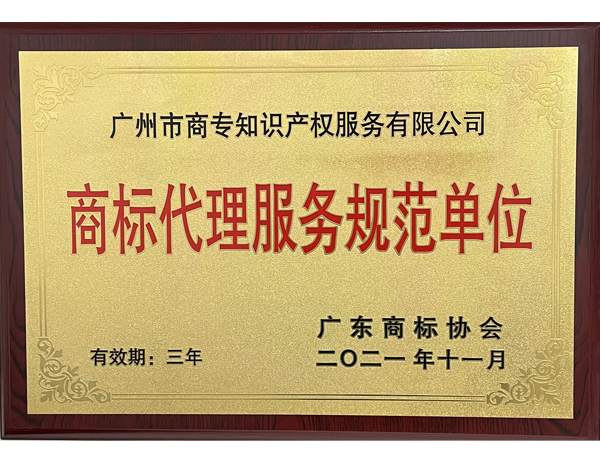 广州市商专知识产权服务有限公司
商标代理服务规范单位
广东商标协会
有效期：三年
二〇二一年十一月